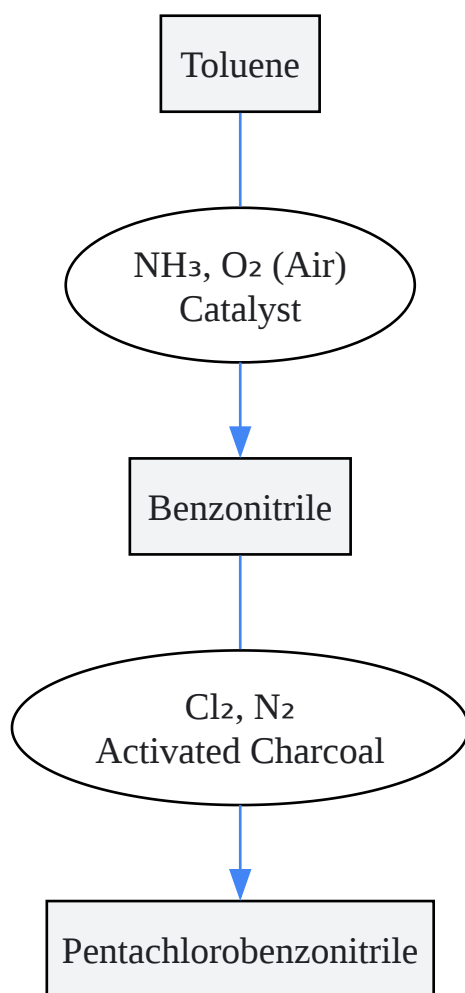 Toluene
NH₃, O₂ (Air)
Catalyst
Benzonitrile
Cl₂, N₂
Activated Charcoal
Pentachlorobenzonitrile